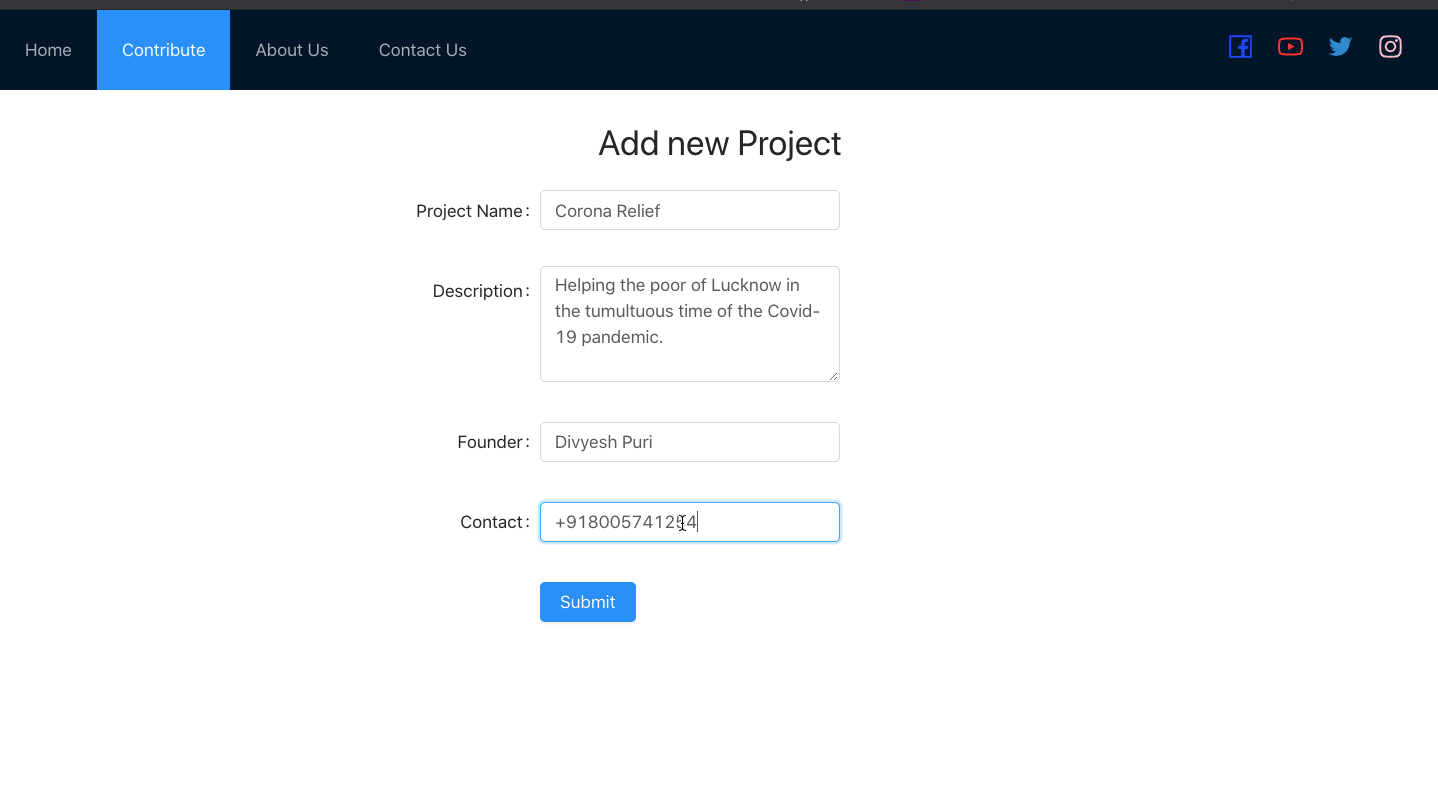 Home Contribute About Us Contact Us
Add new Project
Project Name: Corona Relief
Description: Helping the poor of Lucknow in
the tumultuous time of the Covid-
19 pandemic.
Founder: Divyesh Puri
Contact: +918005741254
Submit